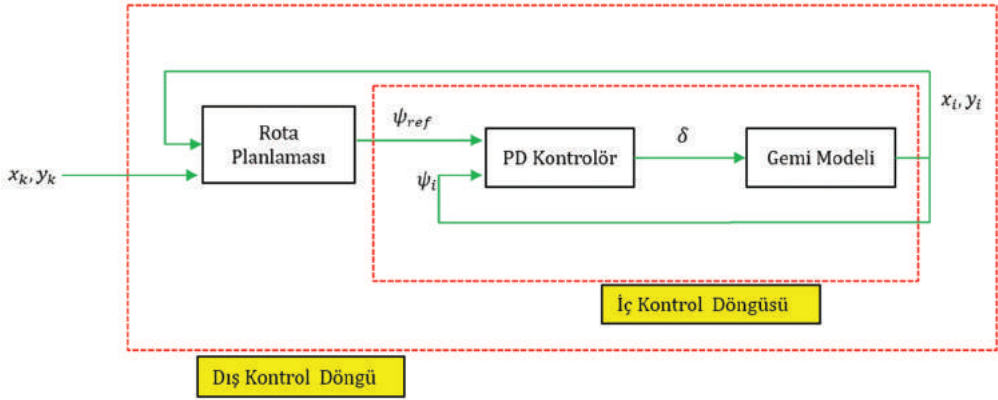 x_i, y_i
ψ_ref
Rota
Planlaması
PD Kontrolör
δ
Gemi Modeli
x_k, y_k
ψ_i
İç Kontrol Döngüsü
Dış Kontrol Döngü